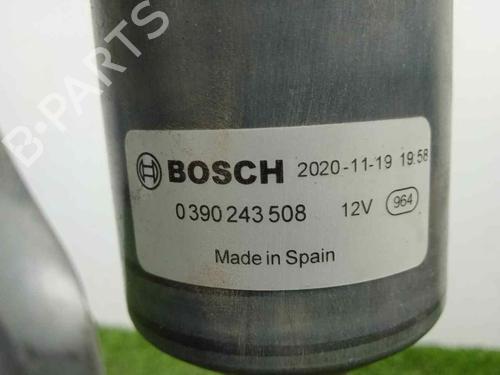 B-PARTS
BOSCH 2020-11-19 19:58
0 390 243 508 12V 964
Made in Spain